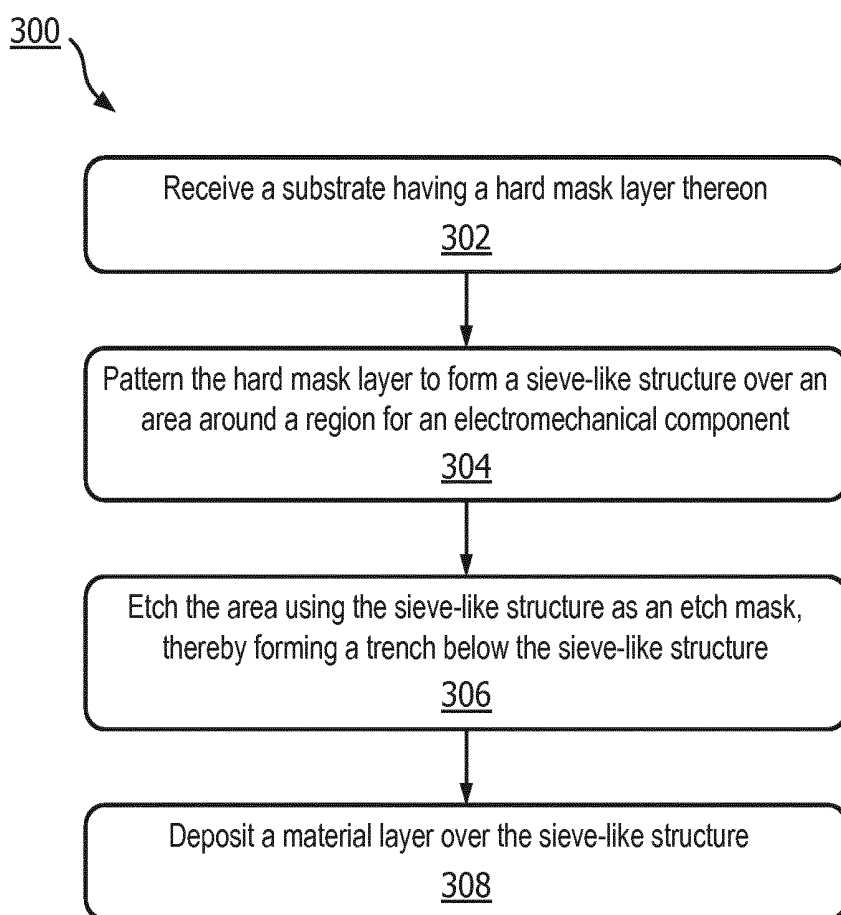 300
Receive a substrate having a hard mask layer thereon
302
Pattern the hard mask layer to form a sieve-like structure over an
area around a region for an electromechanical component
304
Etch the area using the sieve-like structure as an etch mask,
thereby forming a trench below the sieve-like structure
306
Deposit a material layer over the sieve-like structure
308